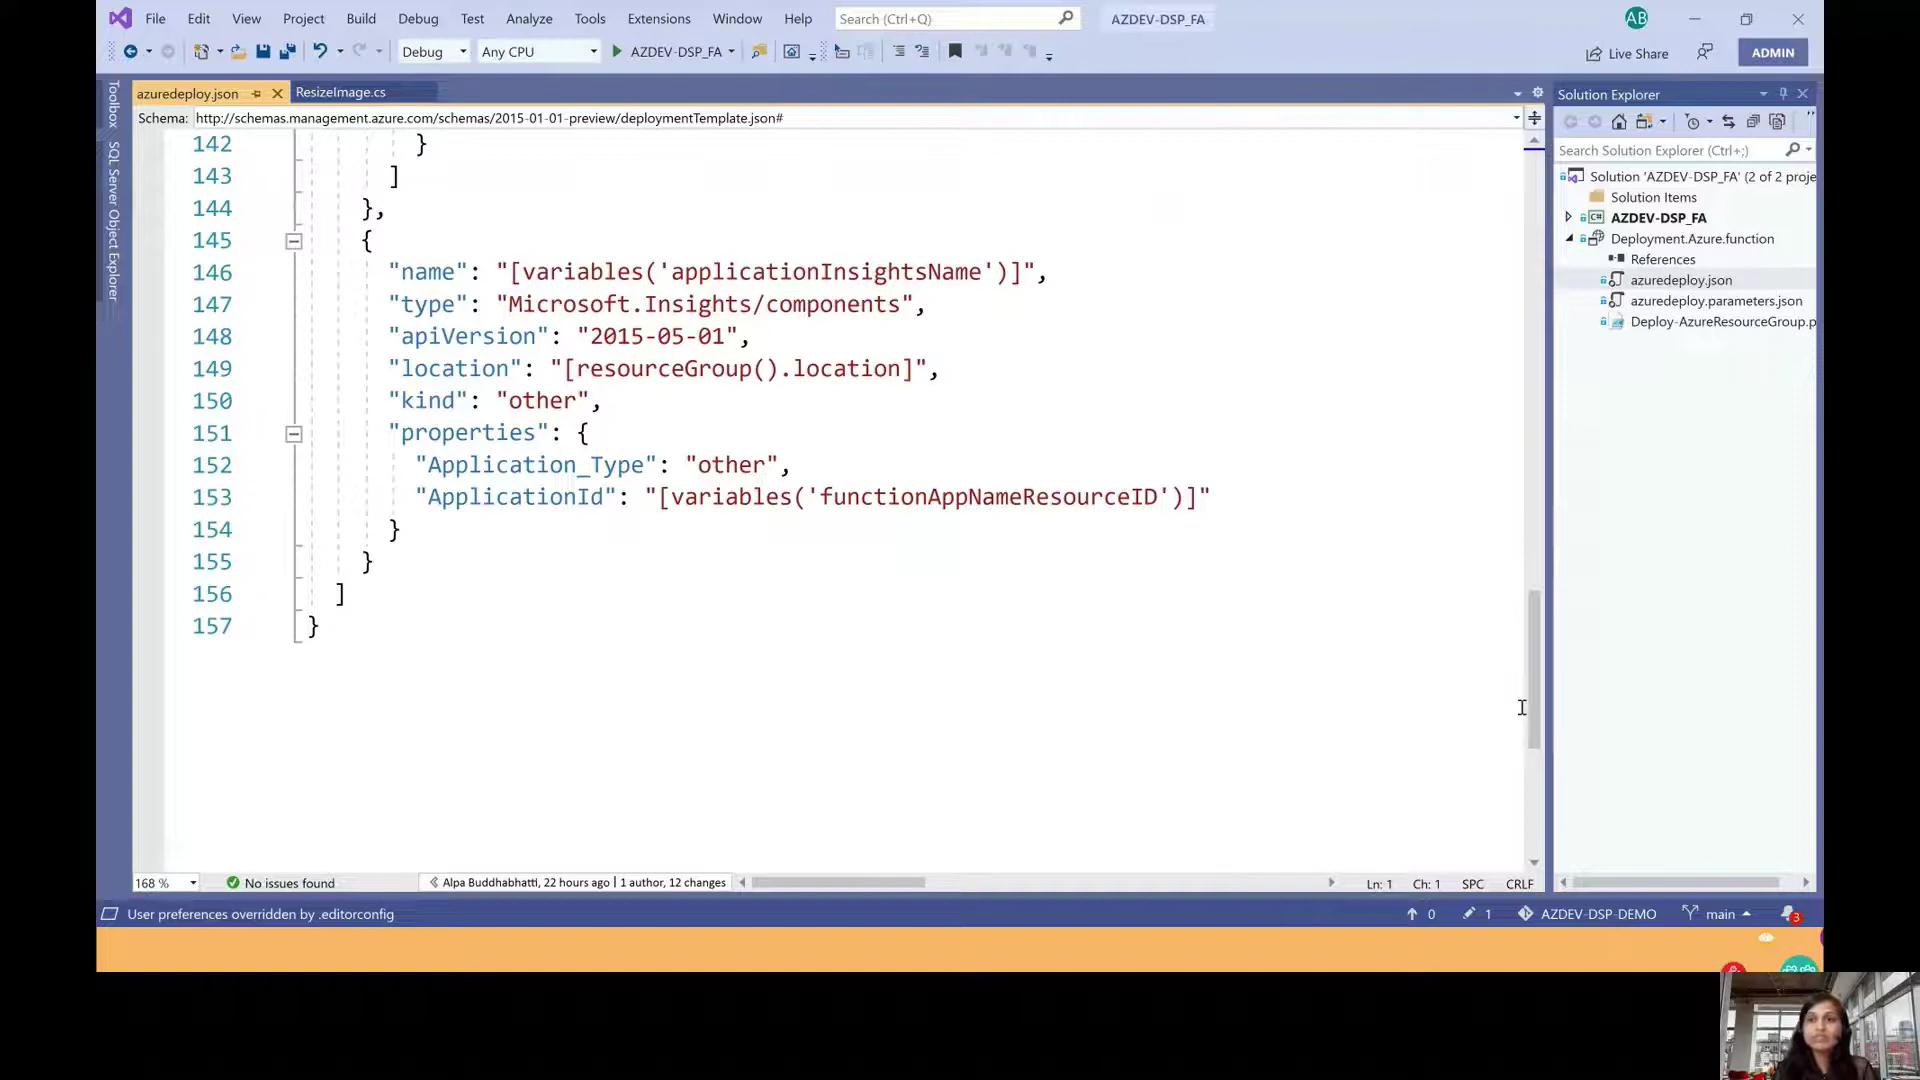 File Edit View Project Build Debug Test Analyze Tools Extensions Window Help Search (Ctrl+Q) AZDEV-DSP_FA AB
Debug Any CPU AZDEV-DSP_FA Live Share ADMIN
azuredeploy.json ResizeImage.cs
Schema: http://schemas.management.azure.com/schemas/2015-01-01-preview/deploymentTemplate.json#
Toolbox
SQL Server Object Explorer
142 }
143 ]
144 },
145 {
146 "name": "[variables('applicationInsightsName')]",
147 "type": "Microsoft.Insights/components",
148 "apiVersion": "2015-05-01",
149 "location": "[resourceGroup().location]",
150 "kind": "other",
151 "properties": {
152 "Application_Type": "other",
153 "ApplicationId": "[variables('functionAppNameResourceID')]"
154 }
155 }
156 ]
157 }
Solution Explorer
Search Solution Explorer (Ctrl+;)
Solution 'AZDEV-DSP_FA' (2 of 2 proje
Solution Items
C# AZDEV-DSP_FA
Deployment.Azure.function
References
azuredeploy.json
azuredeploy.parameters.json
Deploy-AzureResourceGroup.p
168 % No issues found Alpa Buddhabhatti, 22 hours ago | 1 author, 12 changes Ln: 1 Ch: 1 SPC CRLF
User preferences overridden by .editorconfig 0 1 AZDEV-DSP-DEMO main 3